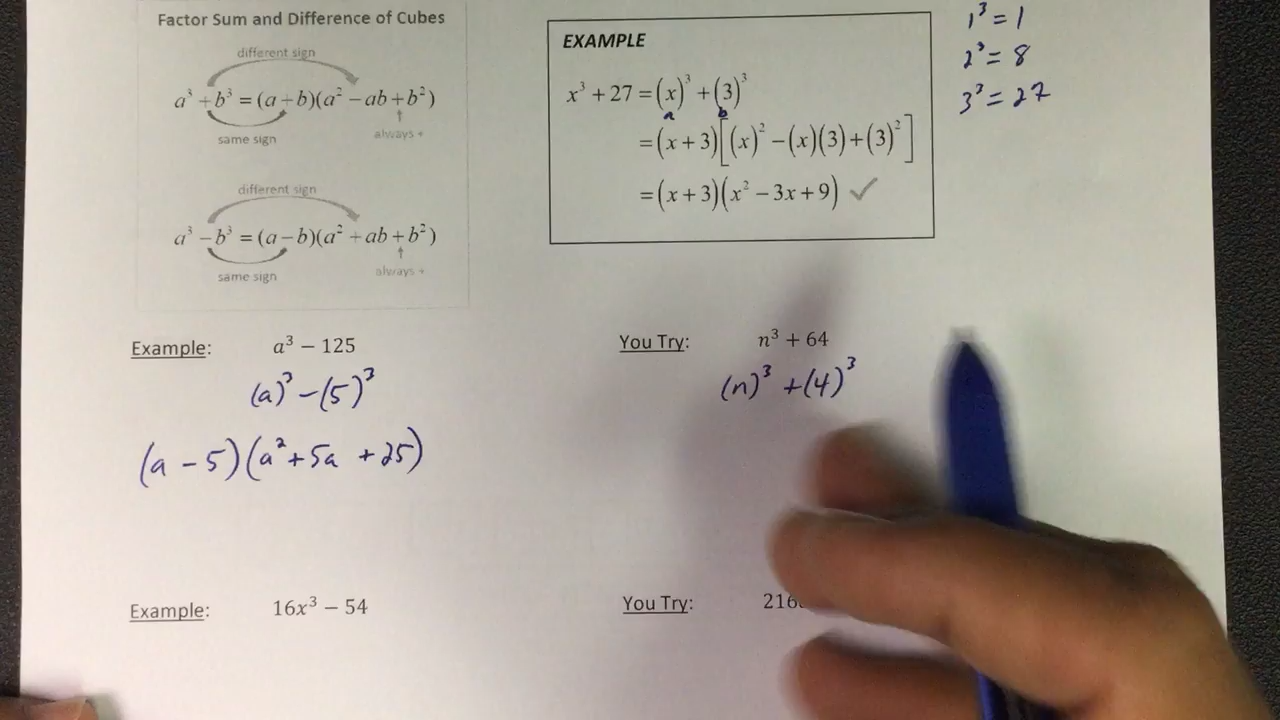 Factor Sum and Difference of Cubes
different sign
a³ + b³ = (a + b)(a² − ab + b²)
same sign
always +
different sign
a³ − b³ = (a − b)(a² + ab + b²)
same sign
always +
EXAMPLE
x³ + 27 = (x)³ + (3)³
a b
= (x + 3)[(x)² − (x)(3) + (3)²]
= (x + 3)(x² − 3x + 9) ✓
1³ = 1
2³ = 8
3³ = 27
Example: a³ − 125
(a)³ − (5)³
(a − 5)(a² + 5a + 25)
You Try: n³ + 64
(n)³ + (4)³
Example: 16x³ − 54
You Try: 216